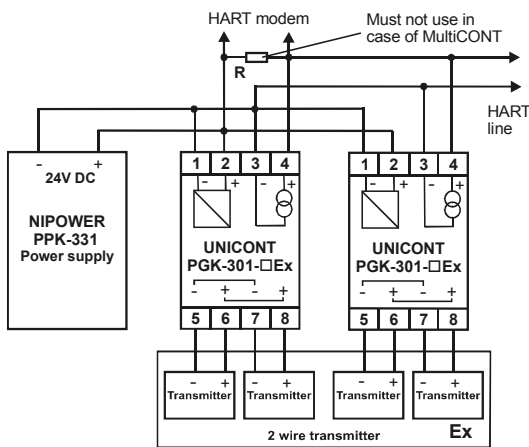 HART modem
Must not use in
case of MultiCONT
R
HART
line
- +
24V DC
NIPOWER
PPK-331
Power supply
1 2 3 4
- + - +
UNICONT
PGK-301-□Ex
- + - +
5 6 7 8
1 2 3 4
- + - +
UNICONT
PGK-301-□Ex
- + - +
5 6 7 8
- +
Transmitter
- +
Transmitter
- +
Transmitter
- +
Transmitter
2 wire transmitter
Ex